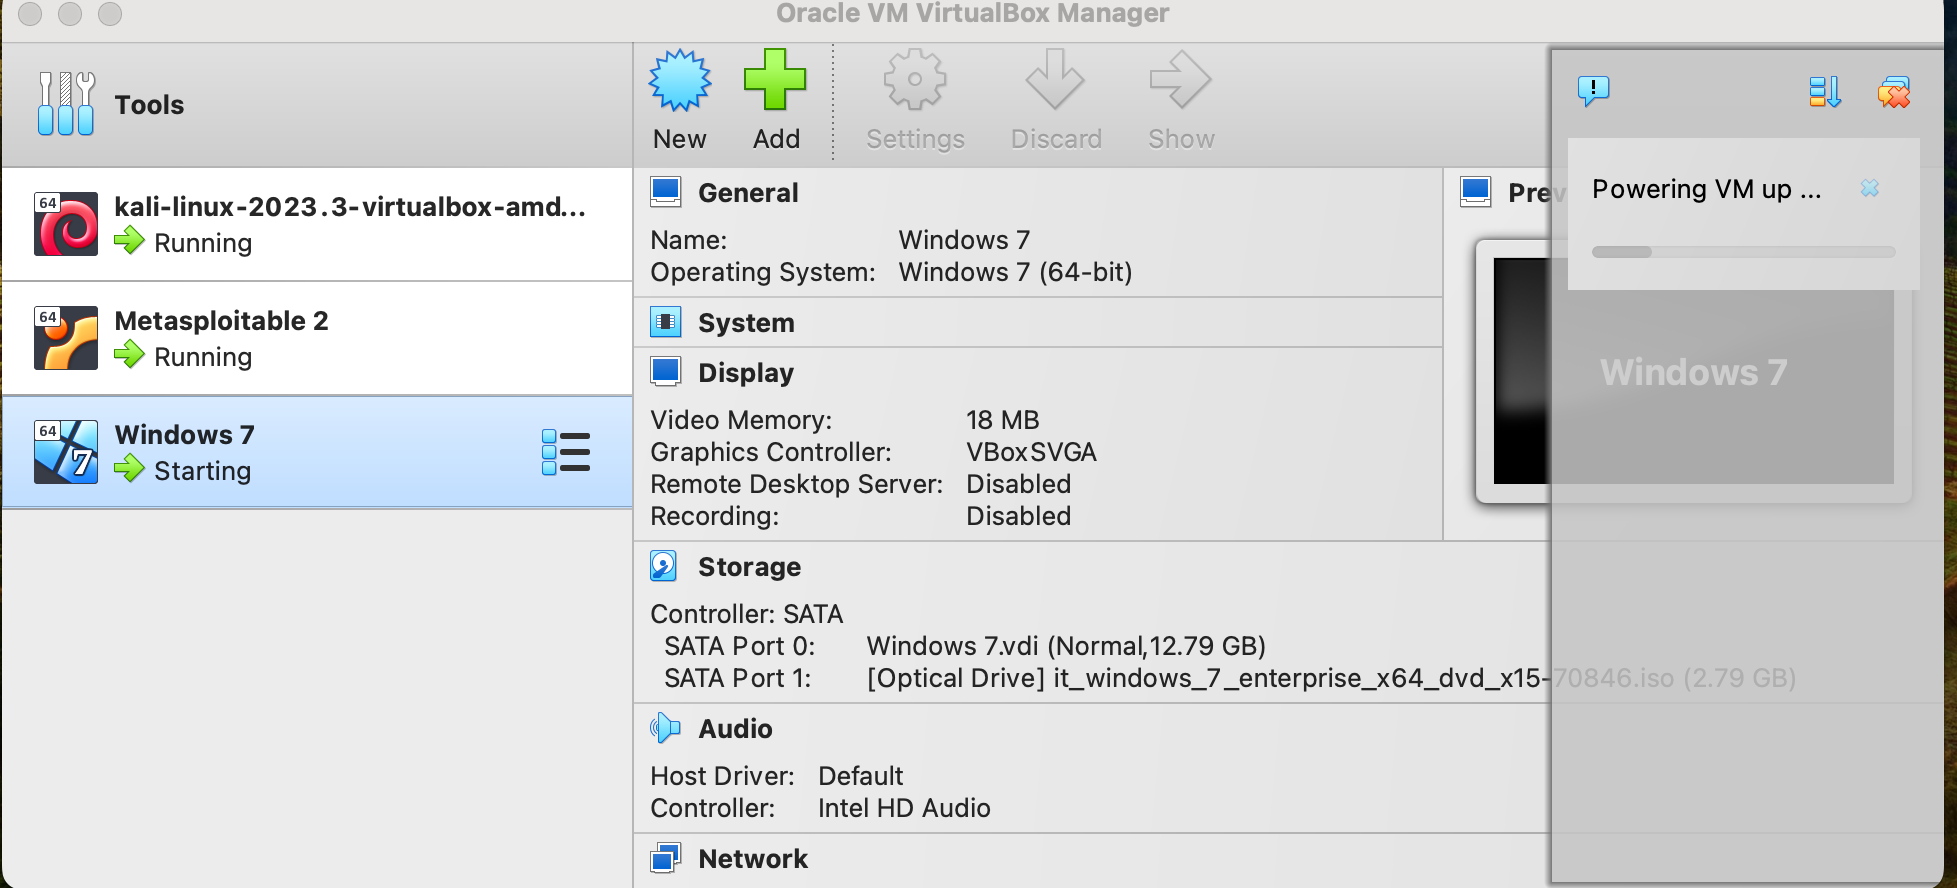 Oracle VM VirtualBox Manager
Tools
New
Add
Settings
Discard
Show
64
kali-linux-2023.3-virtualbox-amd...
Running
64
Metasploitable 2
Running
64
7
Windows 7
Starting
General
Name: Windows 7
Operating System: Windows 7 (64-bit)
System
Display
Video Memory: 18 MB
Graphics Controller: VBoxSVGA
Remote Desktop Server: Disabled
Recording: Disabled
Storage
Controller: SATA
SATA Port 0: Windows 7.vdi (Normal,12.79 GB)
SATA Port 1: [Optical Drive] it_windows_7_enterprise_x64_dvd_x15-70846.iso (2.79 GB)
Audio
Host Driver: Default
Controller: Intel HD Audio
Network
Prev
Windows 7
!
Powering VM up ...